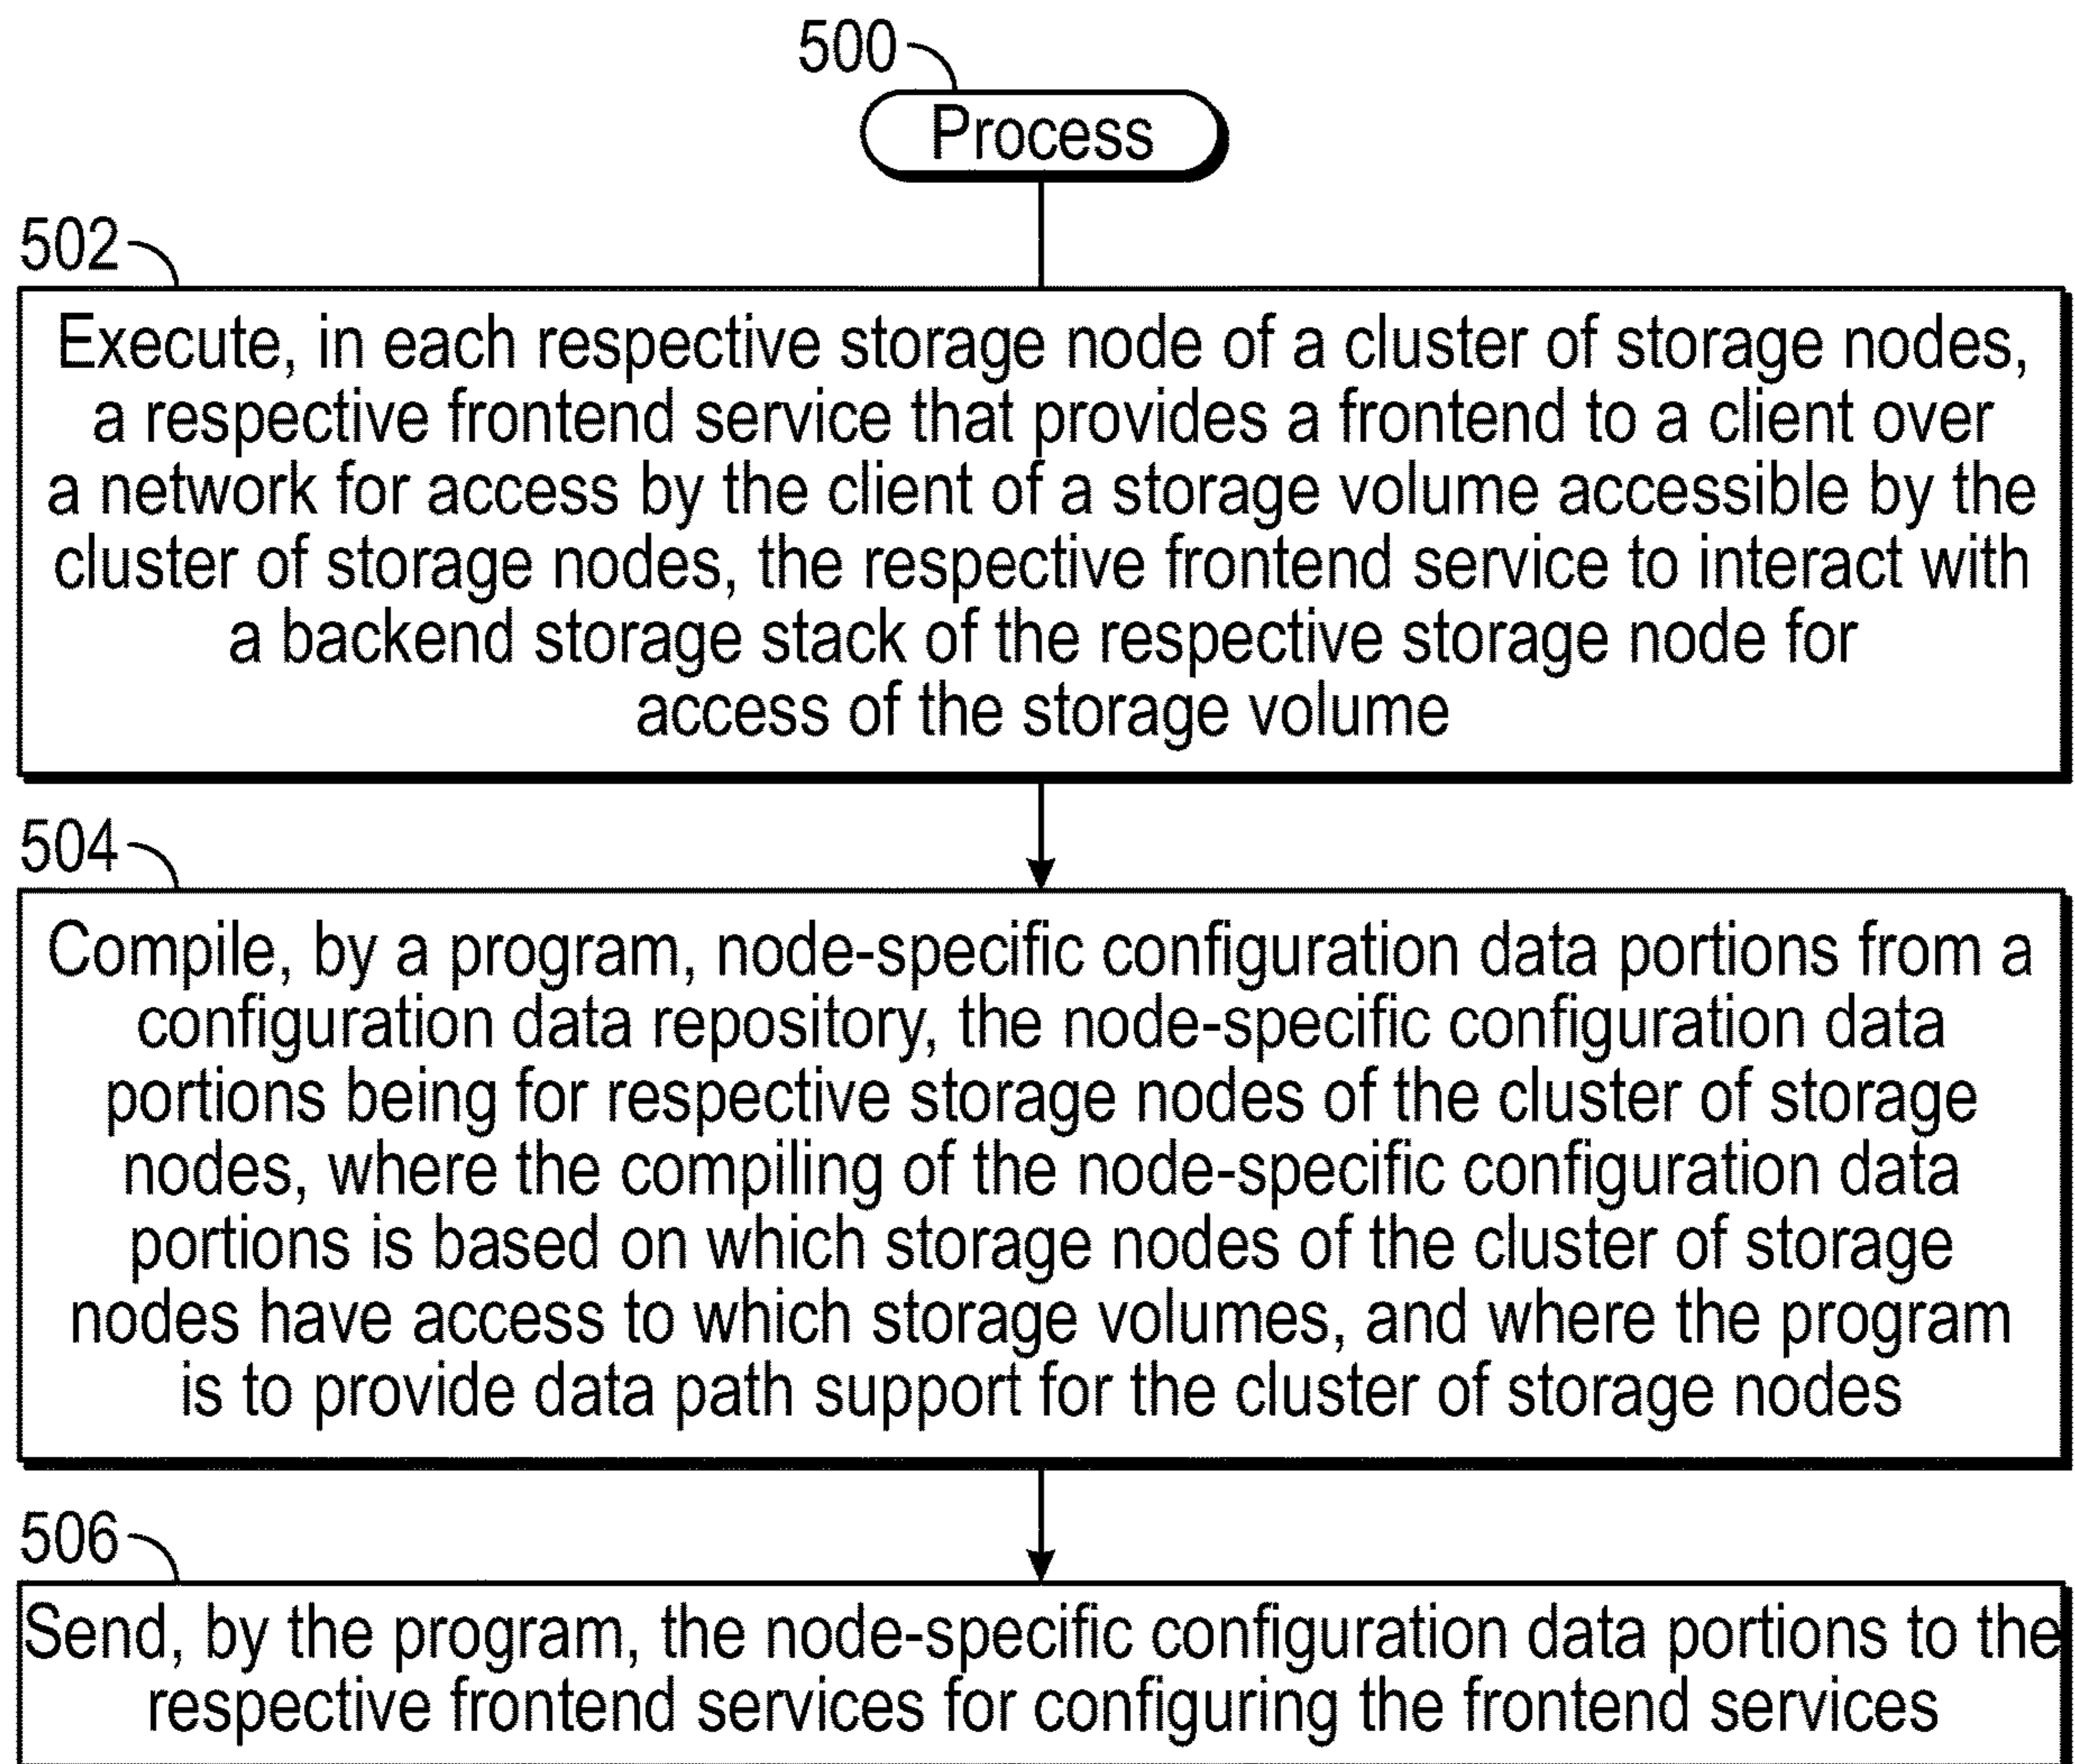 500
Process
502
Execute, in each respective storage node of a cluster of storage nodes,
a respective frontend service that provides a frontend to a client over
a network for access by the client of a storage volume accessible by the
cluster of storage nodes, the respective frontend service to interact with
a backend storage stack of the respective storage node for
access of the storage volume
504
Compile, by a program, node-specific configuration data portions from a
configuration data repository, the node-specific configuration data
portions being for respective storage nodes of the cluster of storage
nodes, where the compiling of the node-specific configuration data
portions is based on which storage nodes of the cluster of storage
nodes have access to which storage volumes, and where the program
is to provide data path support for the cluster of storage nodes
506
Send, by the program, the node-specific configuration data portions to the
respective frontend services for configuring the frontend services